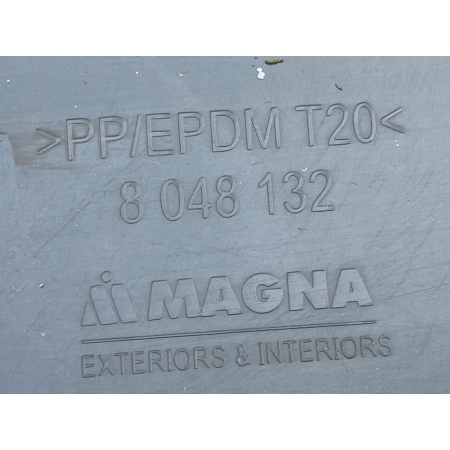 >PP/EPDM T20<
8 048 132
MAGNA
EXTERIORS & INTERIORS